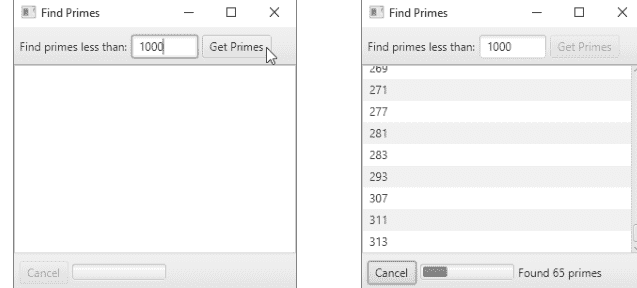 Find Primes
Find primes less than: 1000 Get Primes
Cancel
Find Primes
Find primes less than: 1000 Get Primes
269
271
277
281
283
293
307
311
313
Cancel Found 65 primes